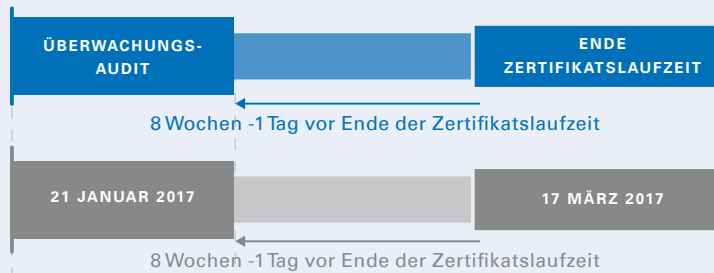 ÜBERWACHUNGS-
AUDIT
ENDE
ZERTIFIKATSLAUFZEIT
8 Wochen -1 Tag vor Ende der Zertifikatslaufzeit
21 JANUAR 2017
17 MÄRZ 2017
8 Wochen -1 Tag vor Ende der Zertifikatslaufzeit